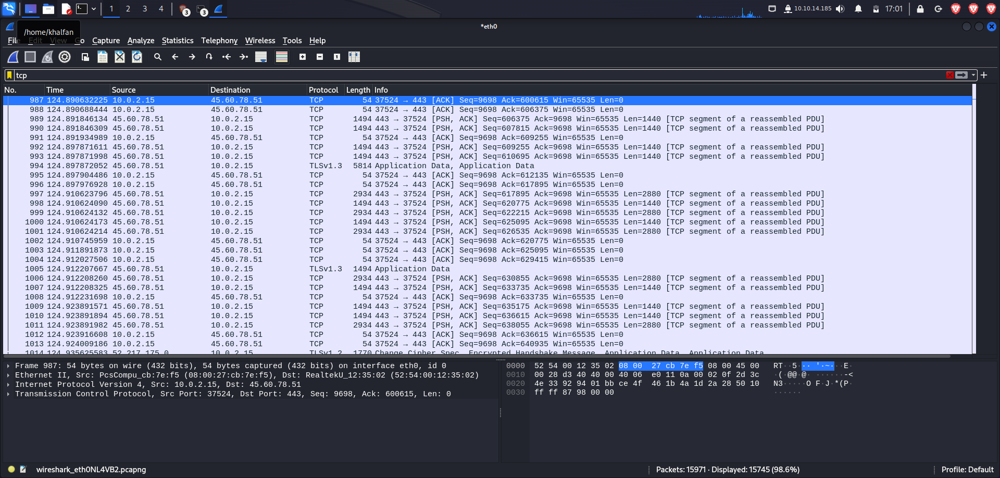 1 2 3 4 3 3 10.10.14.185 17:01
*eth0
/home/khalfan
File Edit View Go Capture Analyze Statistics Telephony Wireless Tools Help
tcp
No. Time Source Destination Protocol Length Info
987 124.890632225 10.0.2.15 45.60.78.51 TCP 54 37524 → 443 [ACK] Seq=9698 Ack=600615 Win=65535 Len=0
988 124.890688444 10.0.2.15 45.60.78.51 TCP 54 37524 → 443 [ACK] Seq=9698 Ack=606375 Win=65535 Len=0
989 124.891846134 45.60.78.51 10.0.2.15 TCP 1494 443 → 37524 [PSH, ACK] Seq=606375 Ack=9698 Win=65535 Len=1440 [TCP segment of a reassembled PDU]
990 124.891846309 45.60.78.51 10.0.2.15 TCP 1494 443 → 37524 [PSH, ACK] Seq=607815 Ack=9698 Win=65535 Len=1440 [TCP segment of a reassembled PDU]
991 124.891934989 10.0.2.15 45.60.78.51 TCP 54 37524 → 443 [ACK] Seq=9698 Ack=609255 Win=65535 Len=0
992 124.897871611 45.60.78.51 10.0.2.15 TCP 1494 443 → 37524 [PSH, ACK] Seq=609255 Ack=9698 Win=65535 Len=1440 [TCP segment of a reassembled PDU]
993 124.897871998 45.60.78.51 10.0.2.15 TCP 1494 443 → 37524 [PSH, ACK] Seq=610695 Ack=9698 Win=65535 Len=1440 [TCP segment of a reassembled PDU]
994 124.897872052 45.60.78.51 10.0.2.15 TLSv1.3 5814 Application Data, Application Data
995 124.897904486 10.0.2.15 45.60.78.51 TCP 54 37524 → 443 [ACK] Seq=9698 Ack=612135 Win=65535 Len=0
996 124.897976928 10.0.2.15 45.60.78.51 TCP 54 37524 → 443 [ACK] Seq=9698 Ack=617895 Win=65535 Len=0
997 124.910623796 45.60.78.51 10.0.2.15 TCP 2934 443 → 37524 [PSH, ACK] Seq=617895 Ack=9698 Win=65535 Len=2880 [TCP segment of a reassembled PDU]
998 124.910624090 45.60.78.51 10.0.2.15 TCP 1494 443 → 37524 [PSH, ACK] Seq=620775 Ack=9698 Win=65535 Len=1440 [TCP segment of a reassembled PDU]
999 124.910624132 45.60.78.51 10.0.2.15 TCP 2934 443 → 37524 [PSH, ACK] Seq=622215 Ack=9698 Win=65535 Len=2880 [TCP segment of a reassembled PDU]
1000 124.910624173 45.60.78.51 10.0.2.15 TCP 1494 443 → 37524 [PSH, ACK] Seq=625095 Ack=9698 Win=65535 Len=1440 [TCP segment of a reassembled PDU]
1001 124.910624214 45.60.78.51 10.0.2.15 TCP 2934 443 → 37524 [PSH, ACK] Seq=626535 Ack=9698 Win=65535 Len=2880 [TCP segment of a reassembled PDU]
1002 124.910745959 10.0.2.15 45.60.78.51 TCP 54 37524 → 443 [ACK] Seq=9698 Ack=620775 Win=65535 Len=0
1003 124.911891873 10.0.2.15 45.60.78.51 TCP 54 37524 → 443 [ACK] Seq=9698 Ack=625095 Win=65535 Len=0
1004 124.912027506 10.0.2.15 45.60.78.51 TCP 54 37524 → 443 [ACK] Seq=9698 Ack=629415 Win=65535 Len=0
1005 124.912207667 45.60.78.51 10.0.2.15 TLSv1.3 1494 Application Data
1006 124.912208260 45.60.78.51 10.0.2.15 TCP 2934 443 → 37524 [PSH, ACK] Seq=630855 Ack=9698 Win=65535 Len=2880 [TCP segment of a reassembled PDU]
1007 124.912208325 45.60.78.51 10.0.2.15 TCP 1494 443 → 37524 [PSH, ACK] Seq=633735 Ack=9698 Win=65535 Len=1440 [TCP segment of a reassembled PDU]
1008 124.912231698 10.0.2.15 45.60.78.51 TCP 54 37524 → 443 [ACK] Seq=9698 Ack=633735 Win=65535 Len=0
1009 124.923891571 45.60.78.51 10.0.2.15 TCP 1494 443 → 37524 [PSH, ACK] Seq=635175 Ack=9698 Win=65535 Len=1440 [TCP segment of a reassembled PDU]
1010 124.923891894 45.60.78.51 10.0.2.15 TCP 1494 443 → 37524 [PSH, ACK] Seq=636615 Ack=9698 Win=65535 Len=1440 [TCP segment of a reassembled PDU]
1011 124.923891982 45.60.78.51 10.0.2.15 TCP 2934 443 → 37524 [PSH, ACK] Seq=638055 Ack=9698 Win=65535 Len=2880 [TCP segment of a reassembled PDU]
1012 124.923916608 10.0.2.15 45.60.78.51 TCP 54 37524 → 443 [ACK] Seq=9698 Ack=636615 Win=65535 Len=0
1013 124.924009186 10.0.2.15 45.60.78.51 TCP 54 37524 → 443 [ACK] Seq=9698 Ack=640935 Win=65535 Len=0
1014 124.935625583 52.217.175.0 10.0.2.15 TLSv1.2 1770 Change Cipher Spec, Encrypted Handshake Message, Application Data, Application Data
Frame 987: 54 bytes on wire (432 bits), 54 bytes captured (432 bits) on interface eth0, id 0
Ethernet II, Src: PcsCompu_cb:7e:f5 (08:00:27:cb:7e:f5), Dst: RealtekU_12:35:02 (52:54:00:12:35:02)
Internet Protocol Version 4, Src: 10.0.2.15, Dst: 45.60.78.51
Transmission Control Protocol, Src Port: 37524, Dst Port: 443, Seq: 9698, Ack: 600615, Len: 0
0000 52 54 00 12 35 02 08 00 27 cb 7e f5 08 00 45 00 RT··5···'·~···E·
0010 00 28 d3 40 40 00 40 06 e0 11 0a 00 02 0f 2d 3c ·(·@@·@·······-<
0020 4e 33 92 94 01 bb ce 4f 46 1b 4a 1d 2a 28 50 10 N3·····O F·J·*(P·
0030 ff ff 87 98 00 00 ······
wireshark_eth0NL4VB2.pcapng Packets: 15971 · Displayed: 15745 (98.6%) Profile: Default